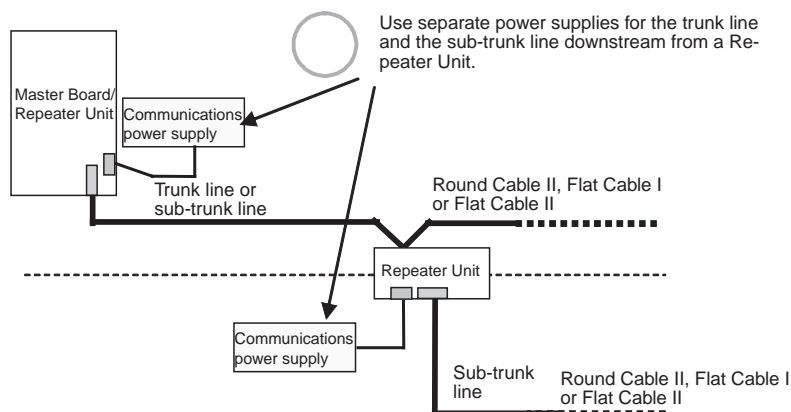 Use separate power supplies for the trunk line
and the sub-trunk line downstream from a Re-
peater Unit.
Master Board/
Repeater Unit
Communications
power supply
Trunk line or
sub-trunk line
Round Cable II, Flat Cable I
or Flat Cable II
Repeater Unit
Communications
power supply
Sub-trunk
line
Round Cable II, Flat Cable I
or Flat Cable II